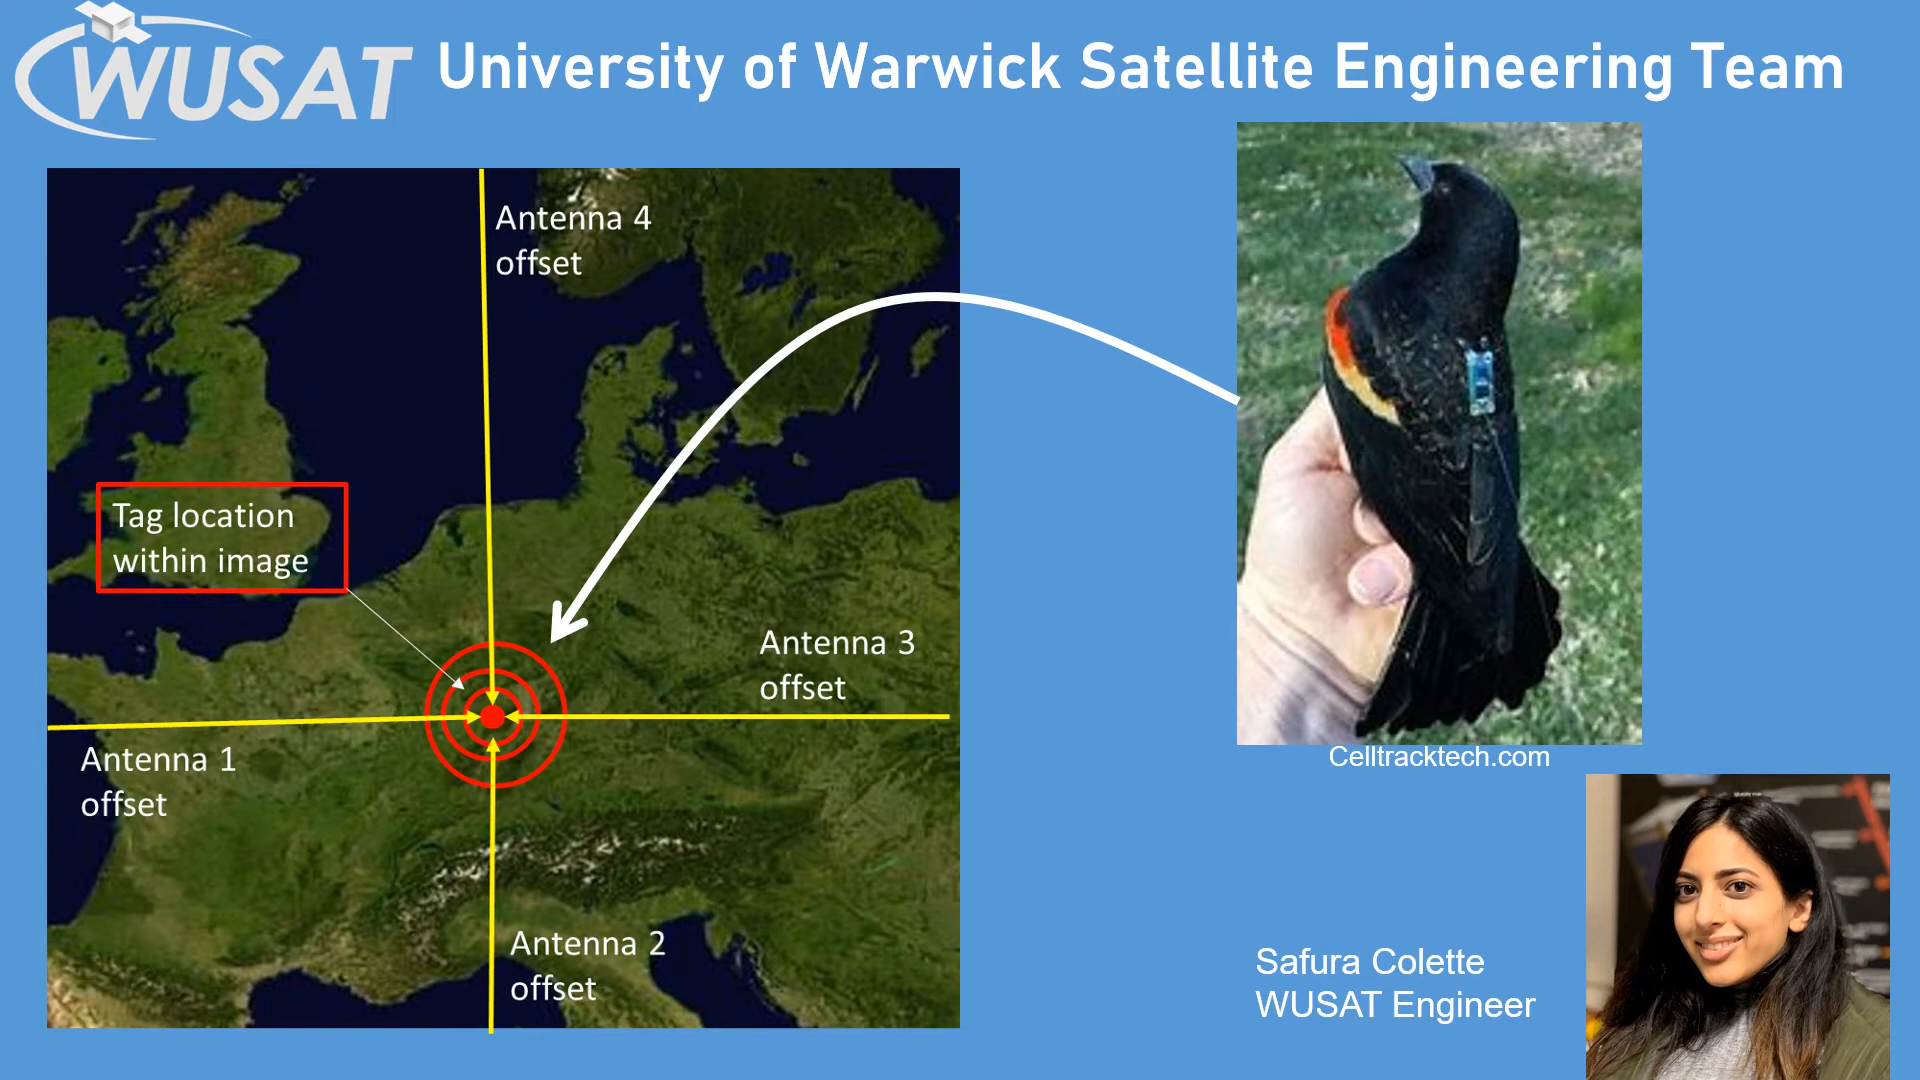 WUSAT
University of Warwick Satellite Engineering Team
Antenna 4
offset
Tag location
within image
Antenna 3
offset
Antenna 1
offset
Antenna 2
offset
Celltracktech.com
Safura Colette
WUSAT Engineer